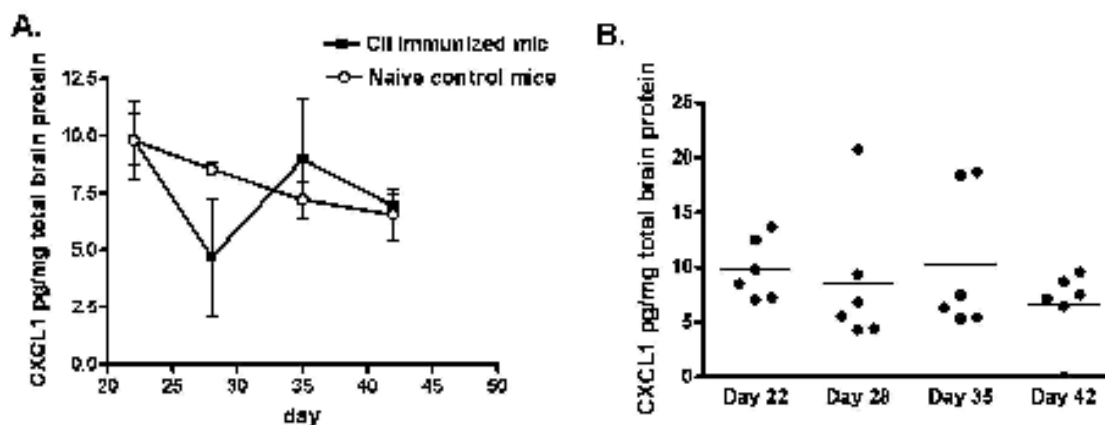 A.
CII immunized mic
Naive control mice
CXCL1 pg/mg total brain protein
12.5
10.0
7.5
5.0
2.5
0.0
20 25 30 35 40 45 50
day
B.
CXCL1 pg/mg total brain protein
25
20
15
10
5
0
Day 22 Day 28 Day 35 Day 42